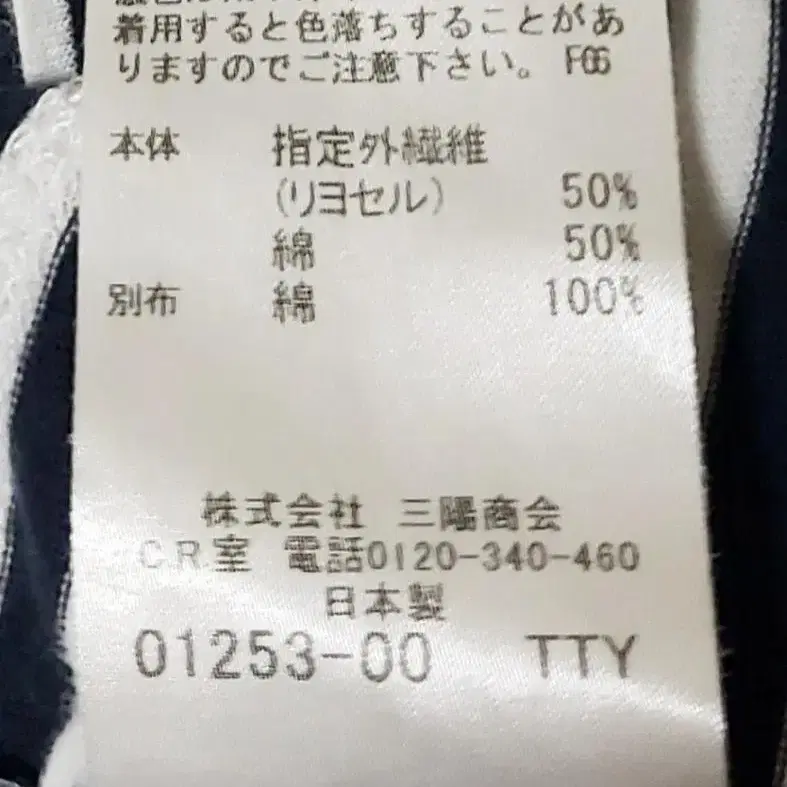 着用すると色落ちすることがあ
りますのでご注意下さい。 F06
本体 指定外繊維
(リヨセル) 50%
綿 50%
別布 綿 100%
株式会社 三陽商会
C.R.室 電話0120-340-460
日本製
01253-00 TTY